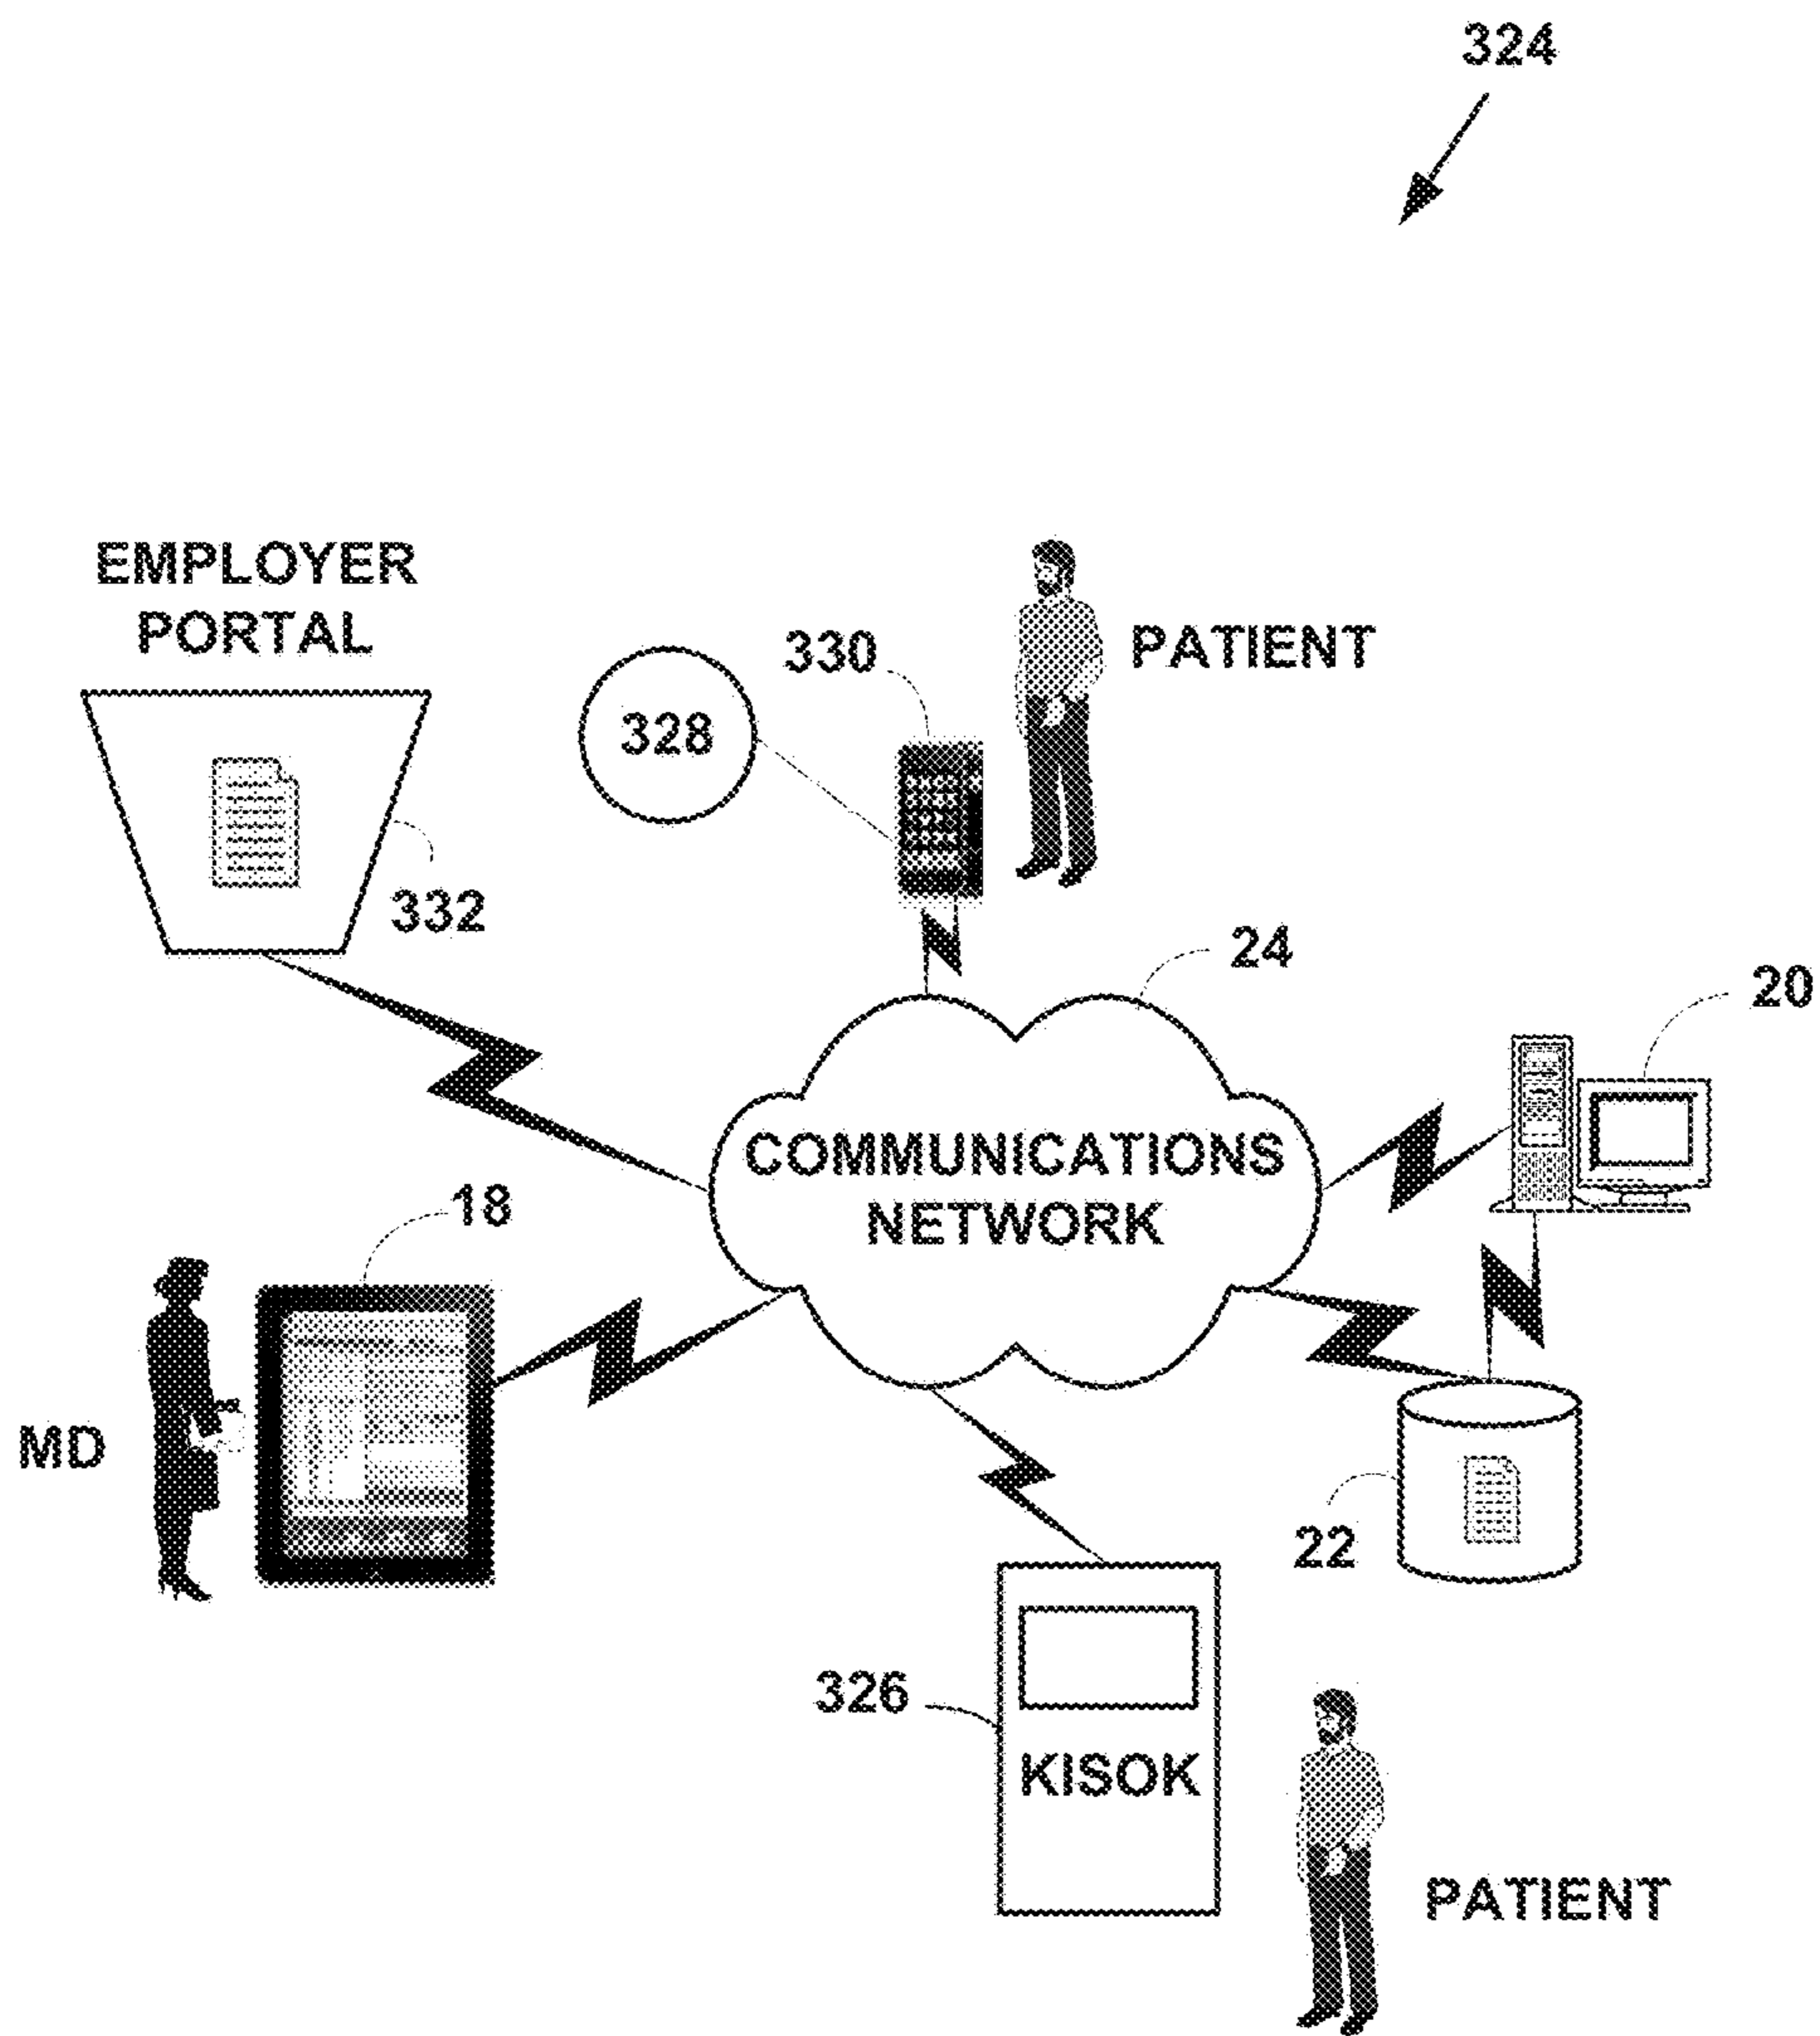 324
EMPLOYER
PORTAL
330
PATIENT
328
332
24
20
COMMUNICATIONS
NETWORK
18
MD
22
326
KISOK
PATIENT